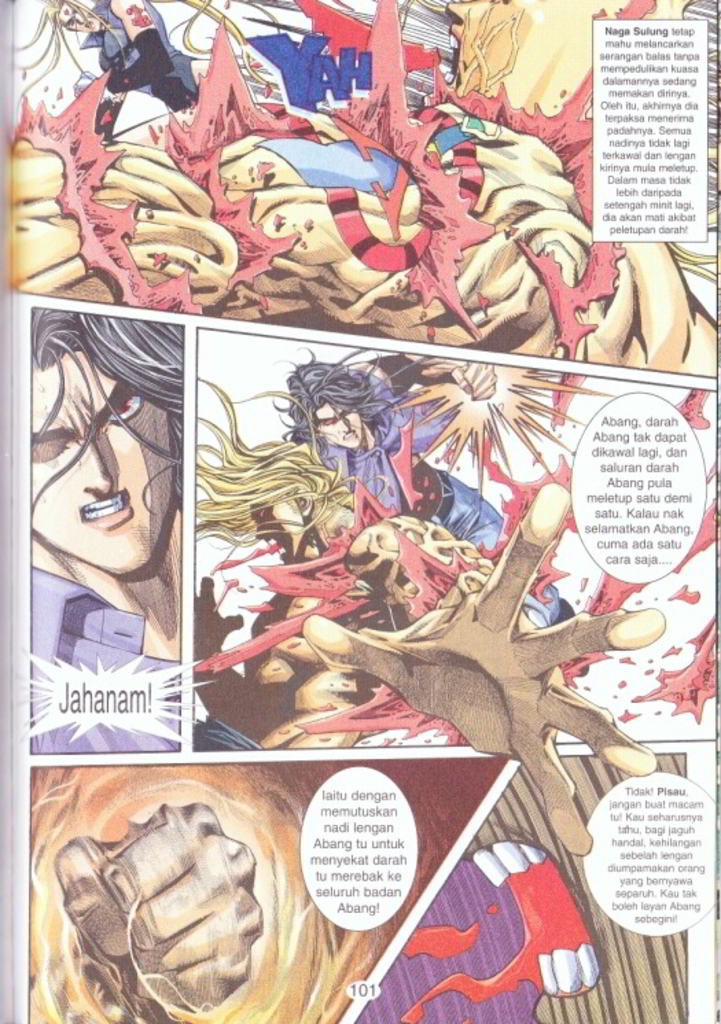 YAH
Naga Sulung tetap
mahu melancarkan
serangan balas tanpa
mempedulikan kuasa
dalamannya sedang
memakan dirinya.
Oleh itu, akhirnya dia
terpaksa menerima
padahnya. Semua
nadinya tidak lagi
terkawal dan lengan
kirinya mula meletup.
Dalam masa tidak
lebih daripada
setengah minit lagi,
dia akan mati akibat
peletupan darah!
Jahanam!
Abang, darah
Abang tak dapat
dikawal lagi, dan
saluran darah
Abang pula
meletup satu demi
satu. Kalau nak
selamatkan Abang,
cuma ada satu
cara saja....
Iaitu dengan
memutuskan
nadi lengan
Abang tu untuk
menyekat darah
tu merebak ke
seluruh badan
Abang!
Tidak! Pisau,
jangan buat macam
tu! Kau seharusnya
tahu, bagi jaguh
handal, kehilangan
sebelah lengan
diumpamakan orang
yang bernyawa
separuh. Kau tak
boleh layan Abang
sebegini!
101